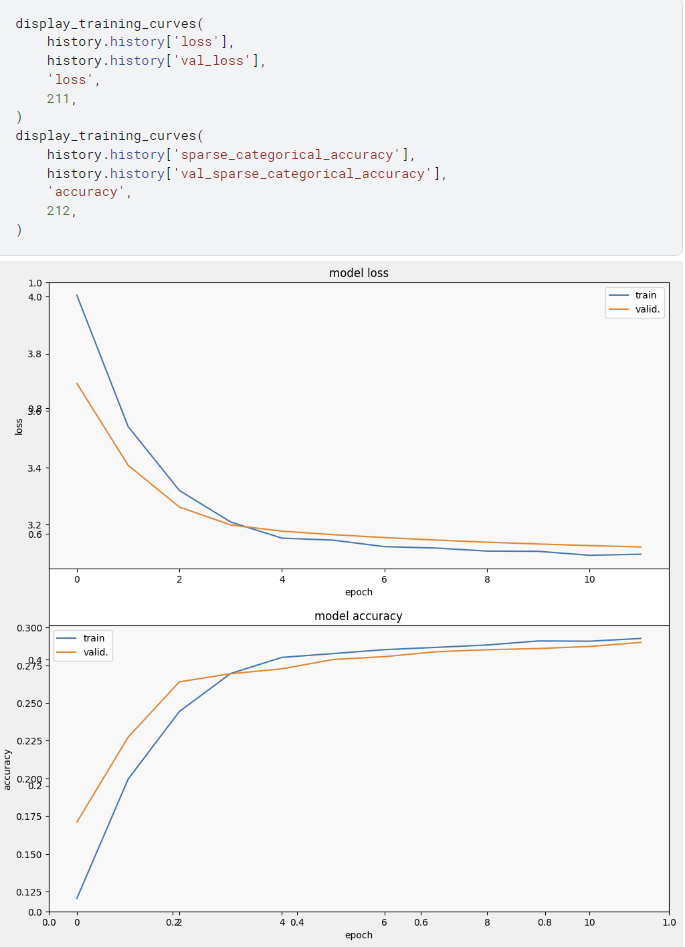 display_training_curves(
    history.history['loss'],
    history.history['val_loss'],
    'loss',
    211,
)
display_training_curves(
    history.history['sparse_categorical_accuracy'],
    history.history['val_sparse_categorical_accuracy'],
    'accuracy',
    212,
)
model loss
train
valid.
1.0
4.0
3.8
0.8
3.6
3.4
3.2
0.6
loss
0 2 4 6 8 10
epoch
model accuracy
train
valid.
0.300
0.4
0.275
0.250
0.225
0.200
0.2
0.175
0.150
0.125
0.0
accuracy
0.0 0 0.2 2 4 0.4 6 0.6 8 0.8 10 1.0
epoch